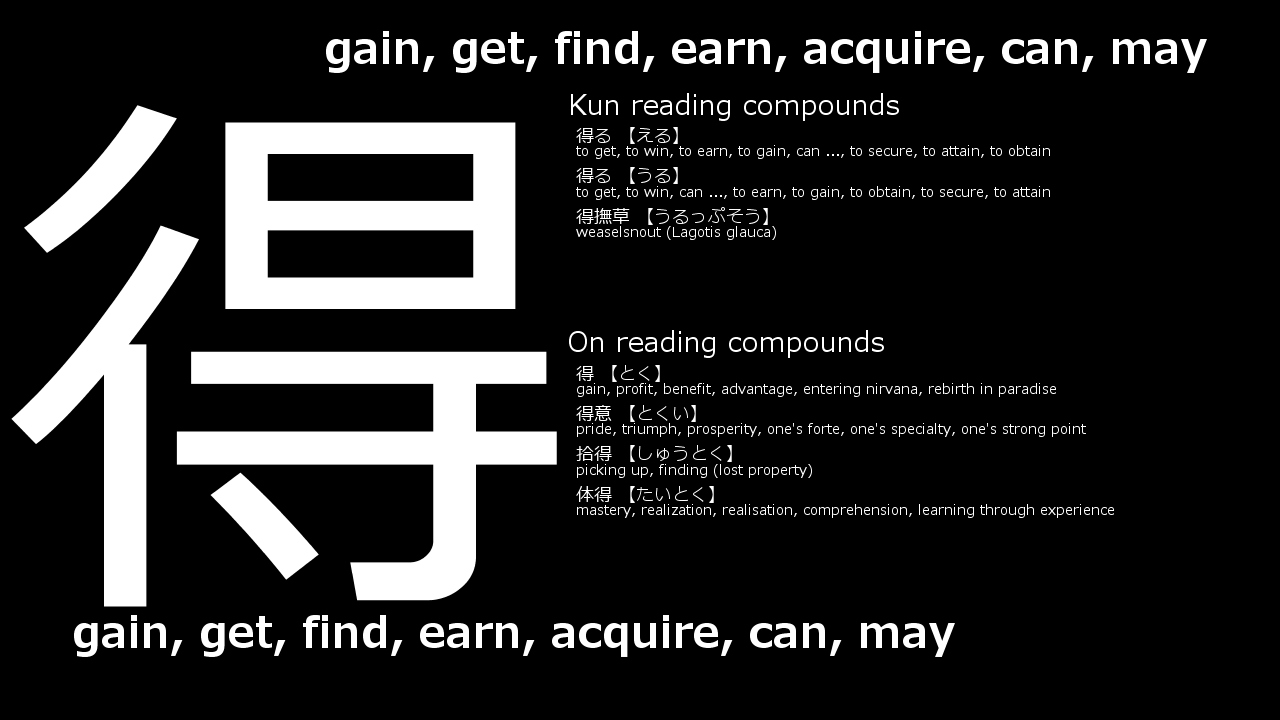 gain, get, find, earn, acquire, can, may
得
Kun reading compounds
得る 【える】
to get, to win, to earn, to gain, can ..., to secure, to attain, to obtain
得る 【うる】
to get, to win, can ..., to earn, to gain, to obtain, to secure, to attain
得撫草 【うるっぷそう】
weaselsnout (Lagotis glauca)
On reading compounds
得 【とく】
gain, profit, benefit, advantage, entering nirvana, rebirth in paradise
得意 【とくい】
pride, triumph, prosperity, one's forte, one's specialty, one's strong point
拾得 【しゅうとく】
picking up, finding (lost property)
体得 【たいとく】
mastery, realization, realisation, comprehension, learning through experience
gain, get, find, earn, acquire, can, may